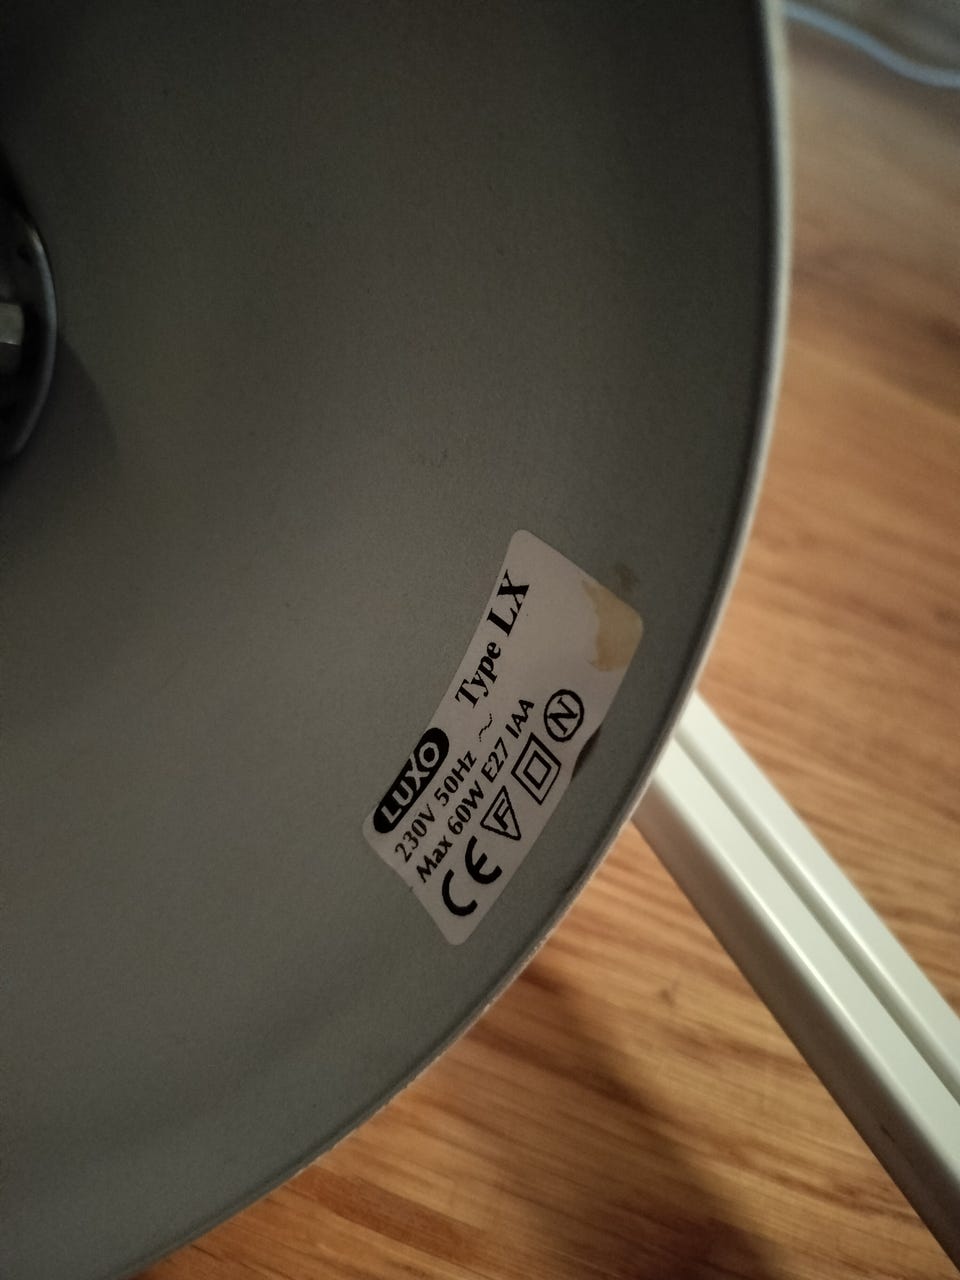 LUXO Type LX
230V 50Hz ~
Max 60W E27 IAA
CE F N